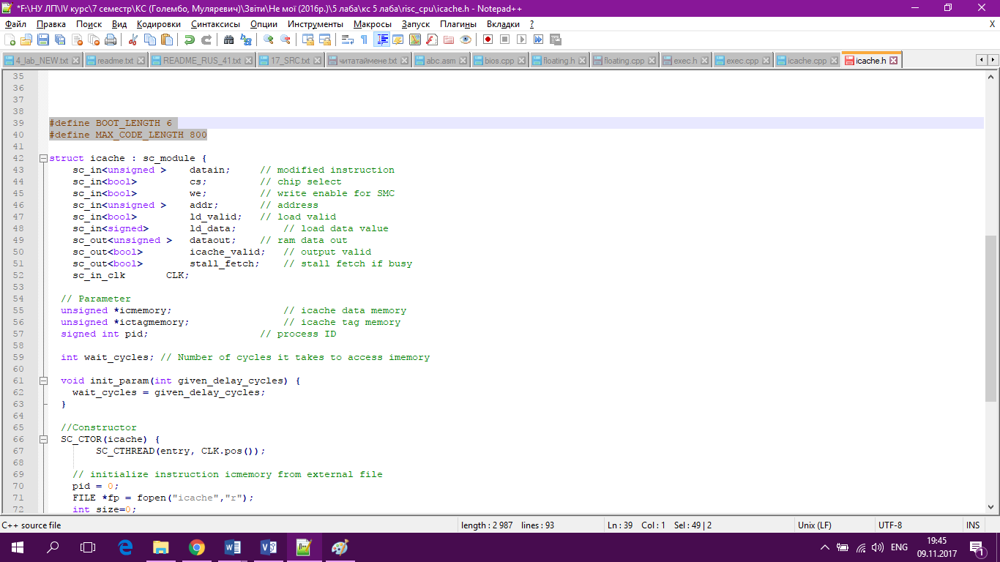 *F:\НУ ЛП\IV курс\7 семестр\КС (Голембо, Муляревич)\Звіти\Не мої (2016р.)\5 лаба\кс 5 лаба\risc_cpu\icache.h - Notepad++
Файл Правка Поиск Вид Кодировки Синтаксисы Опции Инструменты Макросы Запуск Плагины Вкладки ? X
4_lab_NEW.txt readme.txt README_RUS_41.txt 17_SRC.txt читатаймене.txt abc.asm bios.cpp floating.h floating.cpp exec.h exec.cpp icache.cpp icache.h
35
36
37
38
39 #define BOOT_LENGTH 6
40 #define MAX_CODE_LENGTH 800
41
42 struct icache : sc_module {
43 sc_in<unsigned > datain; // modified instruction
44 sc_in<bool> cs; // chip select
45 sc_in<bool> we; // write enable for SMC
46 sc_in<unsigned > addr; // address
47 sc_in<bool> ld_valid; // load valid
48 sc_in<signed> ld_data; // load data value
49 sc_out<unsigned > dataout; // ram data out
50 sc_out<bool> icache_valid; // output valid
51 sc_out<bool> stall_fetch; // stall fetch if busy
52 sc_in_clk CLK;
53
54 // Parameter
55 unsigned *icmemory; // icache data memory
56 unsigned *ictagmemory; // icache tag memory
57 signed int pid; // process ID
58
59 int wait_cycles; // Number of cycles it takes to access imemory
60
61 void init_param(int given_delay_cycles) {
62 wait_cycles = given_delay_cycles;
63 }
64
65 //Constructor
66 SC_CTOR(icache) {
67 SC_CTHREAD(entry, CLK.pos());
68
69 // initialize instruction icmemory from external file
70 pid = 0;
71 FILE *fp = fopen("icache","r");
72 int size=0;
C++ source file length : 2 987 lines : 93 Ln : 39 Col : 1 Sel : 49 | 2 Unix (LF) UTF-8 INS
ENG 19:45
09.11.2017 1